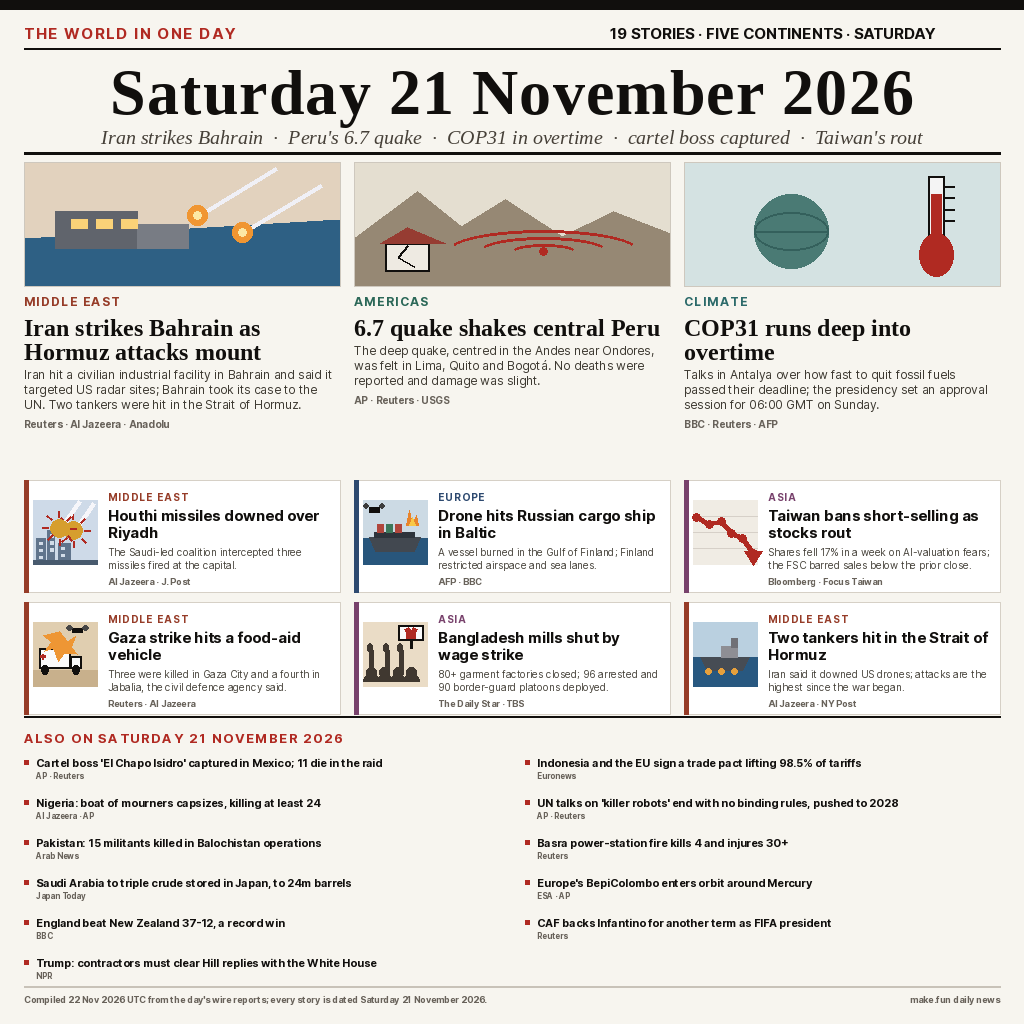 THE WORLD IN ONE DAY
19 STORIES · FIVE CONTINENTS · SATURDAY
Saturday 21 November 2026
Iran strikes Bahrain · Peru's 6.7 quake · COP31 in overtime · cartel boss captured · Taiwan's rout
MIDDLE EAST
Iran strikes Bahrain as
Hormuz attacks mount
Iran hit a civilian industrial facility in Bahrain and said it
targeted US radar sites; Bahrain took its case to the
UN. Two tankers were hit in the Strait of Hormuz.
Reuters · Al Jazeera · Anadolu
AMERICAS
6.7 quake shakes central Peru
The deep quake, centred in the Andes near Ondores,
was felt in Lima, Quito and Bogotá. No deaths were
reported and damage was slight.
AP · Reuters · USGS
CLIMATE
COP31 runs deep into
overtime
Talks in Antalya over how fast to quit fossil fuels
passed their deadline; the presidency set an approval
session for 06:00 GMT on Sunday.
BBC · Reuters · AFP
MIDDLE EAST
Houthi missiles downed over
Riyadh
The Saudi-led coalition intercepted three
missiles fired at the capital.
Al Jazeera · J. Post
EUROPE
Drone hits Russian cargo ship
in Baltic
A vessel burned in the Gulf of Finland; Finland
restricted airspace and sea lanes.
AFP · BBC
ASIA
Taiwan bans short-selling as
stocks rout
Shares fell 17% in a week on AI-valuation fears;
the FSC barred sales below the prior close.
Bloomberg · Focus Taiwan
MIDDLE EAST
Gaza strike hits a food-aid
vehicle
Three were killed in Gaza City and a fourth in
Jabalia, the civil defence agency said.
Reuters · Al Jazeera
ASIA
Bangladesh mills shut by
wage strike
80+ garment factories closed; 96 arrested and
90 border-guard platoons deployed.
The Daily Star · TBS
MIDDLE EAST
Two tankers hit in the Strait of
Hormuz
Iran said it downed US drones; attacks are the
highest since the war began.
Al Jazeera · NY Post
ALSO ON SATURDAY 21 NOVEMBER 2026
Cartel boss 'El Chapo Isidro' captured in Mexico; 11 die in the raid
AP · Reuters
Nigeria: boat of mourners capsizes, killing at least 24
Al Jazeera · AP
Pakistan: 15 militants killed in Balochistan operations
Arab News
Saudi Arabia to triple crude stored in Japan, to 24m barrels
Japan Today
England beat New Zealand 37-12, a record win
BBC
Trump: contractors must clear Hill replies with the White House
NPR
Indonesia and the EU sign a trade pact lifting 98.5% of tariffs
Euronews
UN talks on 'killer robots' end with no binding rules, pushed to 2028
AP · Reuters
Basra power-station fire kills 4 and injures 30+
Reuters
Europe's BepiColombo enters orbit around Mercury
ESA · AP
CAF backs Infantino for another term as FIFA president
Reuters
Compiled 22 Nov 2026 UTC from the day's wire reports; every story is dated Saturday 21 November 2026.
make.fun daily news